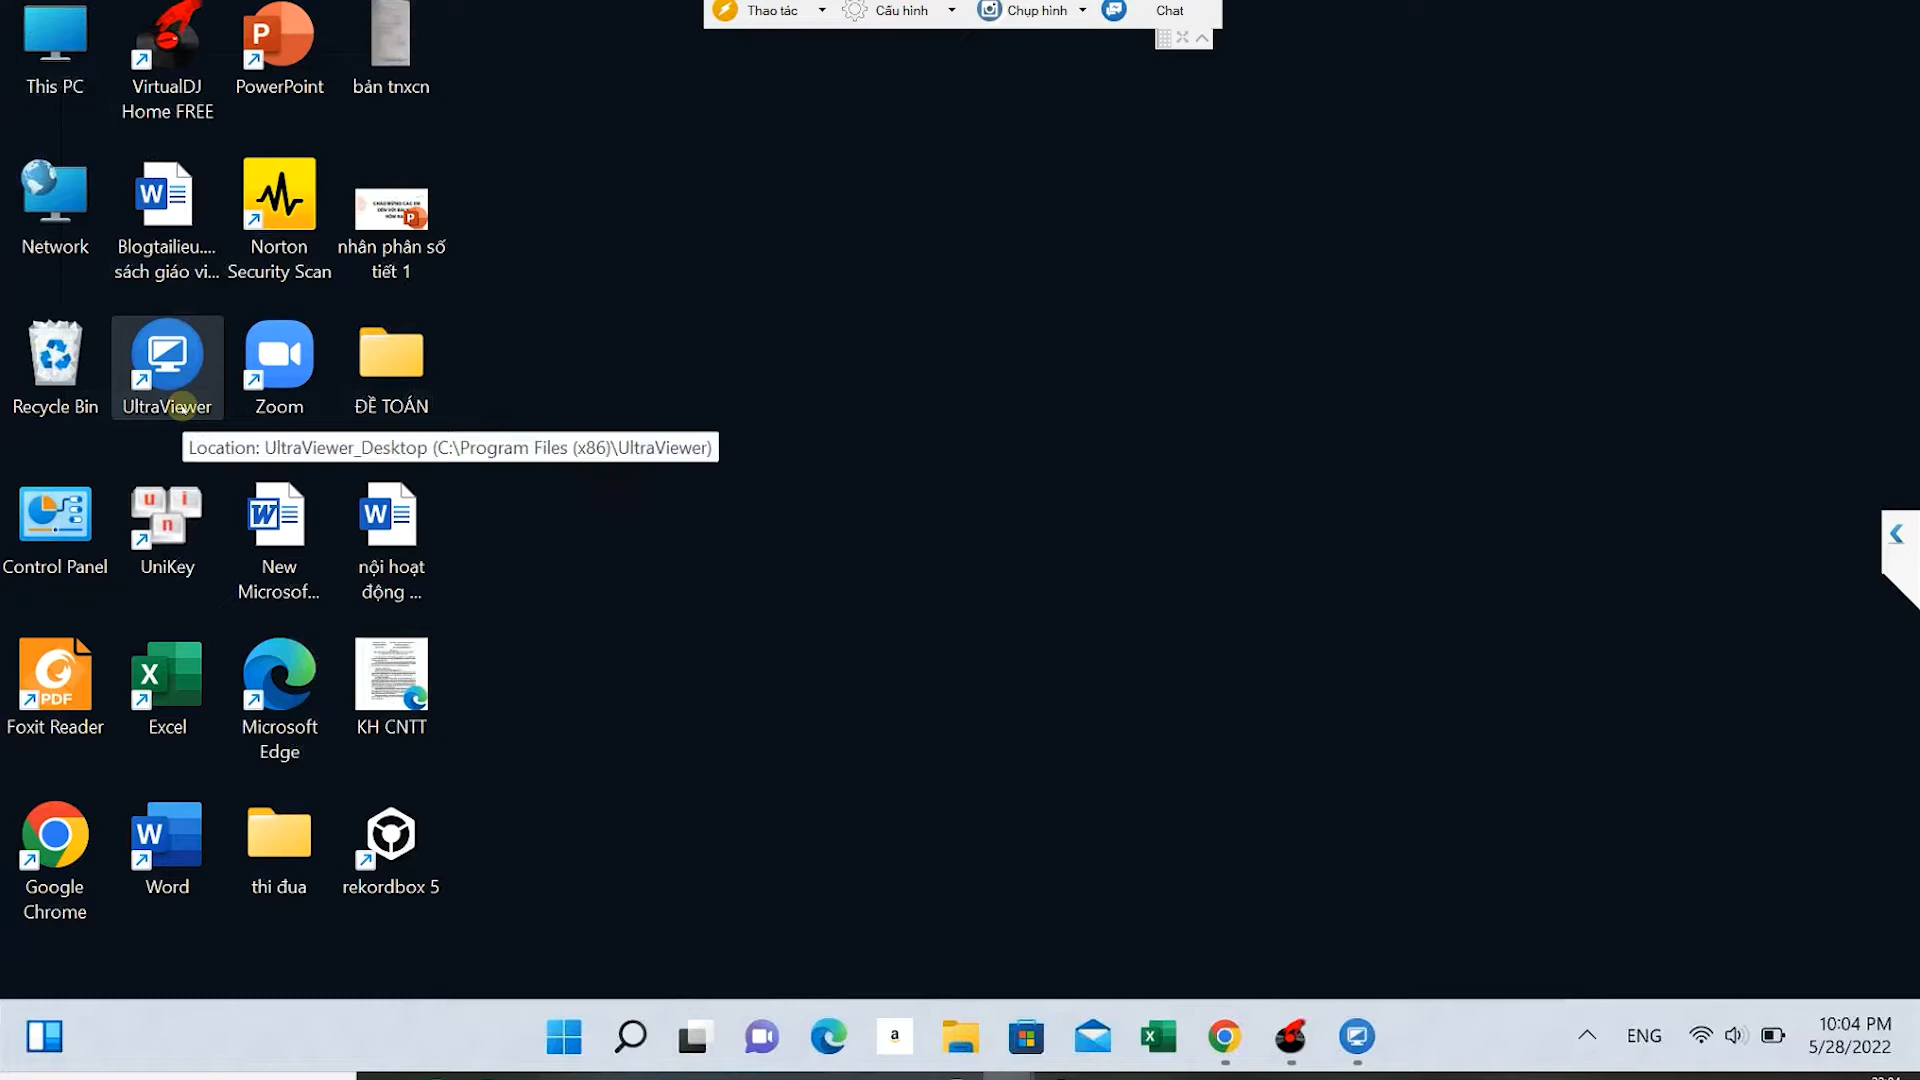 Thao tác
Cấu hình
Chụp hình
Chat
This PC
VirtualDJ
Home FREE
PowerPoint
bản tnxcn
Network
Blogtailieu....
sách giáo vi...
Norton
Security Scan
nhân phân số
tiết 1
Recycle Bin
UltraViewer
Zoom
ĐỀ TOÁN
Location: UltraViewer_Desktop (C:\Program Files (x86)\UltraViewer)
Control Panel
UniKey
New
Microsof...
nội hoạt
động ...
Foxit Reader
Excel
Microsoft
Edge
KH CNTT
Google
Chrome
Word
thi đua
rekordbox 5
ENG
10:04 PM
5/28/2022